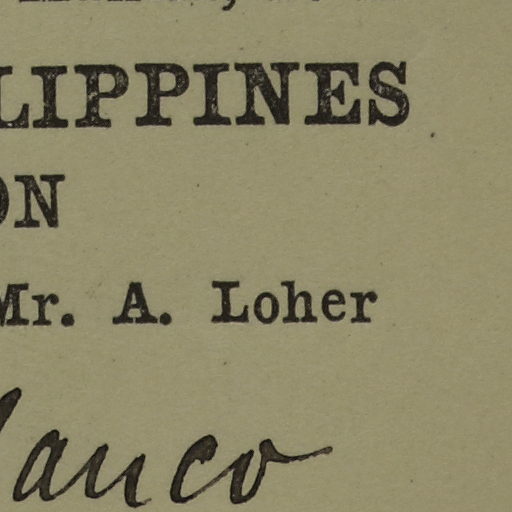 LIPPINES
ON
Mr. A. Loher
lanco